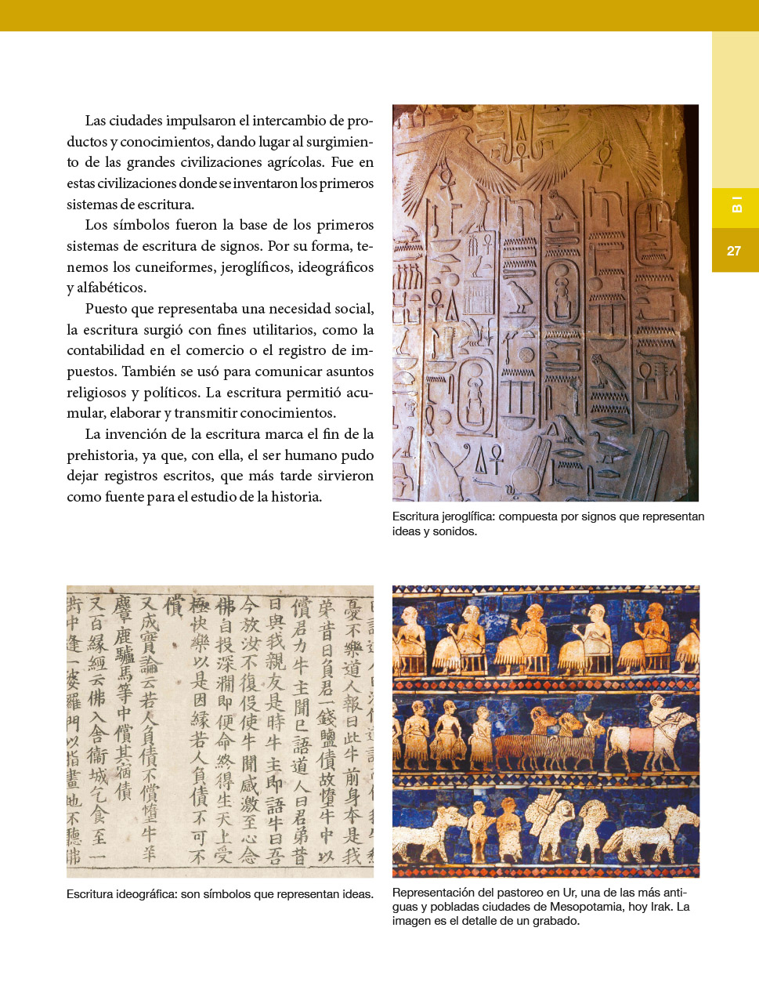 Las ciudades impulsaron el intercambio de pro-
ductos y conocimientos, dando lugar al surgimien-
to de las grandes civilizaciones agrícolas. Fue en
estas civilizaciones donde se inventaron los primeros
sistemas de escritura.
Los símbolos fueron la base de los primeros
sistemas de escritura de signos. Por su forma, te-
nemos los cuneiformes, jeroglíficos, ideográficos
y alfabéticos.
Puesto que representaba una necesidad social,
la escritura surgió con fines utilitarios, como la
contabilidad en el comercio o el registro de im-
puestos. También se usó para comunicar asuntos
religiosos y políticos. La escritura permitió acu-
mular, elaborar y transmitir conocimientos.
La invención de la escritura marca el fin de la
prehistoria, ya que, con ella, el ser humano pudo
dejar registros escritos, que más tarde sirvieron
como fuente para el estudio de la historia.
B I
27
Escritura jeroglífica: compuesta por signos que representan
ideas y sonidos.
憂不樂道人報曰此牛前身本是我
弟昔日負君一錢鹽債故墮牛中以
償君力牛主聞已語道人曰君弟昔
日與我親友是時牛主即語牛曰吾
今放汝不復役使牛聞感激至心念
佛自投深澗即便命終得生天上受
極快樂以是因緣若人負債不可不
償
又成實論云若人負債不償墮牛羊
麞鹿驢馬等中償其宿債
又百緣經云佛入舍衛城乞食至一
街中逢一婆羅門以指畫地不聽佛
Escritura ideográfica: son símbolos que representan ideas.
Representación del pastoreo en Ur, una de las más anti-
guas y pobladas ciudades de Mesopotamia, hoy Irak. La
imagen es el detalle de un grabado.